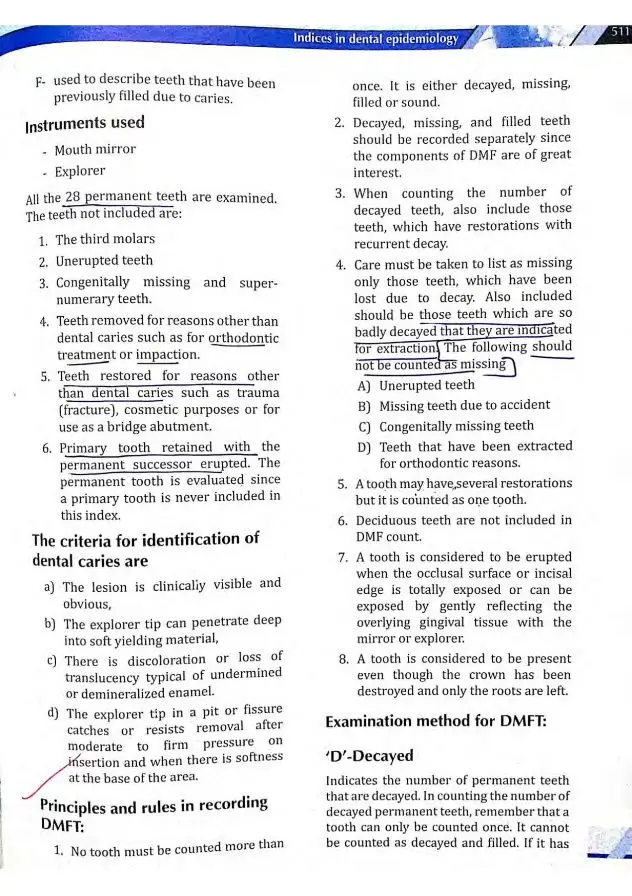 Indices in dental epidemiology
511
F- used to describe teeth that have been
previously filled due to caries.
Instruments used
- Mouth mirror
- Explorer
All the 28 permanent teeth are examined.
The teeth not included are:
1. The third molars
2. Unerupted teeth
3. Congenitally missing and super-
numerary teeth.
4. Teeth removed for reasons other than
dental caries such as for orthodontic
treatment or impaction.
5. Teeth restored for reasons other
than dental caries such as trauma
(fracture), cosmetic purposes or for
use as a bridge abutment.
6. Primary tooth retained with the
permanent successor erupted. The
permanent tooth is evaluated since
a primary tooth is never included in
this index.
The criteria for identification of
dental caries are
a) The lesion is clinically visible and
obvious,
b) The explorer tip can penetrate deep
into soft yielding material,
c) There is discoloration or loss of
translucency typical of undermined
or demineralized enamel.
d) The explorer tip in a pit or fissure
catches or resists removal after
moderate to firm pressure on
insertion and when there is softness
at the base of the area.
Principles and rules in recording
DMFT:
1. No tooth must be counted more than
once. It is either decayed, missing,
filled or sound.
2. Decayed, missing, and filled teeth
should be recorded separately since
the components of DMF are of great
interest.
3. When counting the number of
decayed teeth, also include those
teeth, which have restorations with
recurrent decay.
4. Care must be taken to list as missing
only those teeth, which have been
lost due to decay. Also included
should be those teeth which are so
badly decayed that they are indicated
for extraction. The following should
not be counted as missing
A) Unerupted teeth
B) Missing teeth due to accident
C) Congenitally missing teeth
D) Teeth that have been extracted
for orthodontic reasons.
5. A tooth may have several restorations
but it is counted as one tooth.
6. Deciduous teeth are not included in
DMF count.
7. A tooth is considered to be erupted
when the occlusal surface or incisal
edge is totally exposed or can be
exposed by gently reflecting the
overlying gingival tissue with the
mirror or explorer.
8. A tooth is considered to be present
even though the crown has been
destroyed and only the roots are left.
Examination method for DMFT:
'D'-Decayed
Indicates the number of permanent teeth
that are decayed. In counting the number of
decayed permanent teeth, remember that a
tooth can only be counted once. It cannot
be counted as decayed and filled. If it has